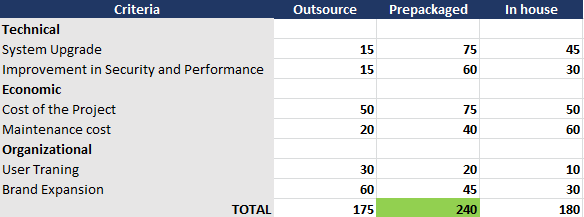 Criteria Outsource Prepackaged In house
Technical
System Upgrade 15 75 45
Improvement in Security and Performance 15 60 30
Economic
Cost of the Project 50 75 50
Maintenance cost 20 40 60
Organizational
User Traning 30 20 10
Brand Expansion 60 45 30
TOTAL 175 240 180